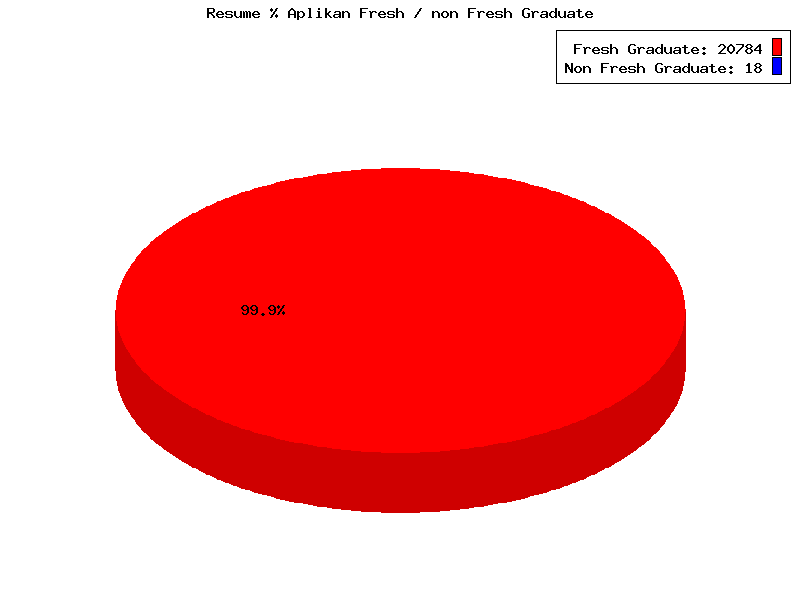 Resume % Aplikan Fresh / non Fresh Graduate
Fresh Graduate: 20784
Non Fresh Graduate: 18
99.9%